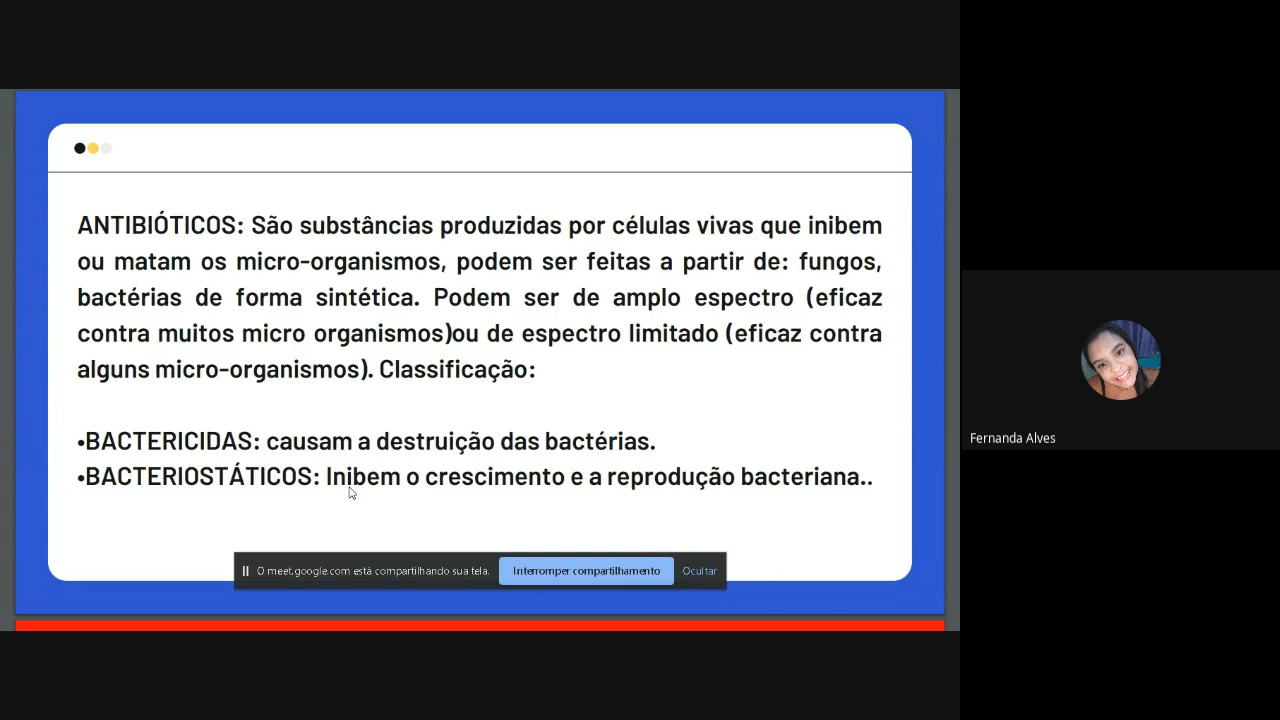 ANTIBIÓTICOS: São substâncias produzidas por células vivas que inibem
ou matam os micro-organismos, podem ser feitas a partir de: fungos,
bactérias de forma sintética. Podem ser de amplo espectro (eficaz
contra muitos micro organismos)ou de espectro limitado (eficaz contra
alguns micro-organismos). Classificação:
•BACTERICIDAS: causam a destruição das bactérias.
•BACTERIOSTÁTICOS: Inibem o crescimento e a reprodução bacteriana..
O meet.google.com está compartilhando sua tela. Interromper compartilhamento Ocultar
Fernanda Alves